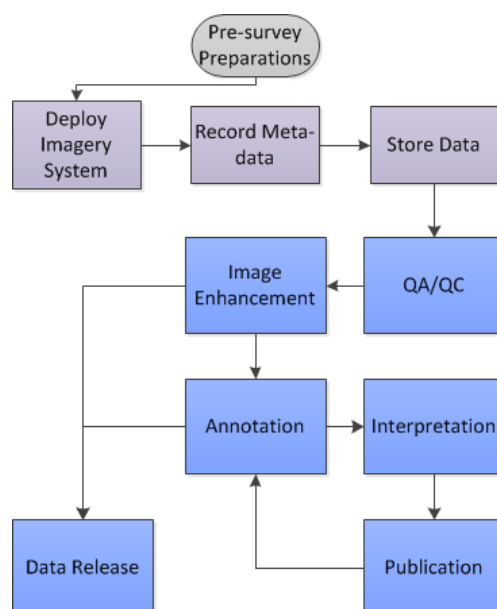 Pre-survey
Preparations
Deploy
Imagery
System
Record Meta-
data
Store Data
Image
Enhancement
QA/QC
Annotation
Interpretation
Data Release
Publication